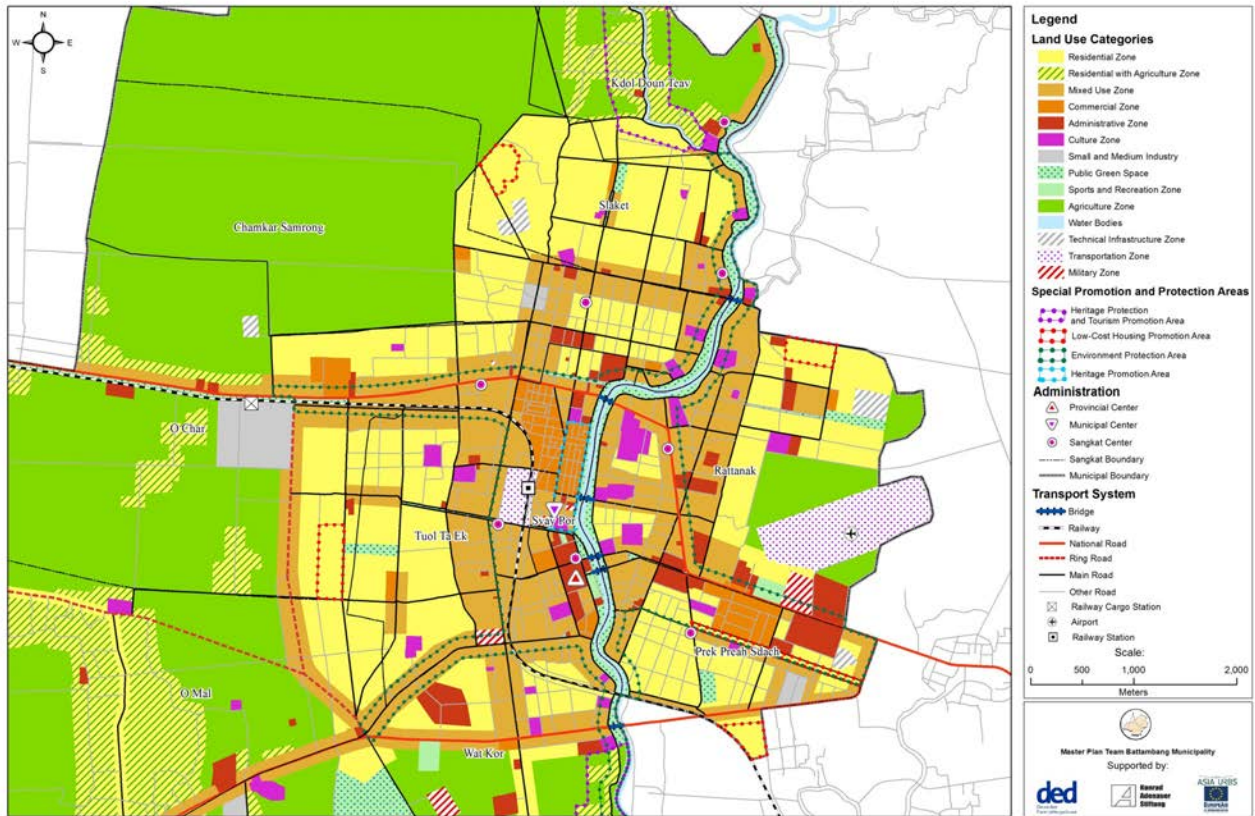 N
W
E
S
Kdol Doun Teav
Slaket
Chamkar Samrong
O Char
Rattanak
Svay Por
Tuol Ta Ek
Prek Preah Sdach
O Mal
Wat Kor
Legend
Land Use Categories
Residential Zone
Residential with Agriculture Zone
Mixed Use Zone
Commercial Zone
Administrative Zone
Culture Zone
Small and Medium Industry
Public Green Space
Sports and Recreation Zone
Agriculture Zone
Water Bodies
Technical Infrastructure Zone
Transportation Zone
Military Zone
Special Promotion and Protection Areas
Heritage Protection
and Tourism Promotion Area
Low-Cost Housing Promotion Area
Environment Protection Area
Heritage Promotion Area
Administration
Provincial Center
Municipal Center
Sangkat Center
Sangkat Boundary
Municipal Boundary
Transport System
Bridge
Railway
National Road
Ring Road
Main Road
Other Road
Railway Cargo Station
Airport
Railway Station
Scale:
0 500 1,000 2,000
Meters
Master Plan Team Battambang Municipality
Supported by:
ded
Konrad
Adenauer
Stiftung
ASIA URBS